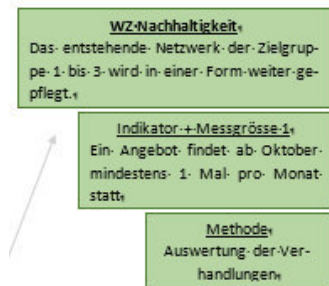 WZ·Nachhaltigkeit¶
Das entstehende Netzwerk der Zielgrup-
pe 1 bis 3 wird in einer Form weiter ge-
pflegt.¶
Indikator + Messgrösse 1¶
Ein Angebot findet ab Oktober
mindestens 1 Mal pro Monat
statt¶
Methode¶
Auswertung der Ver-
handlungen¶